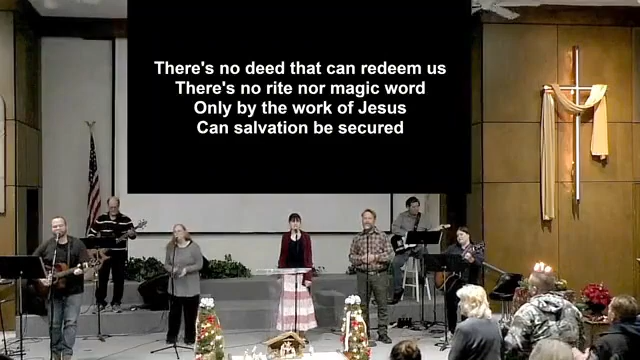 There's no deed that can redeem us
There's no rite nor magic word
Only by the work of Jesus
Can salvation be secured